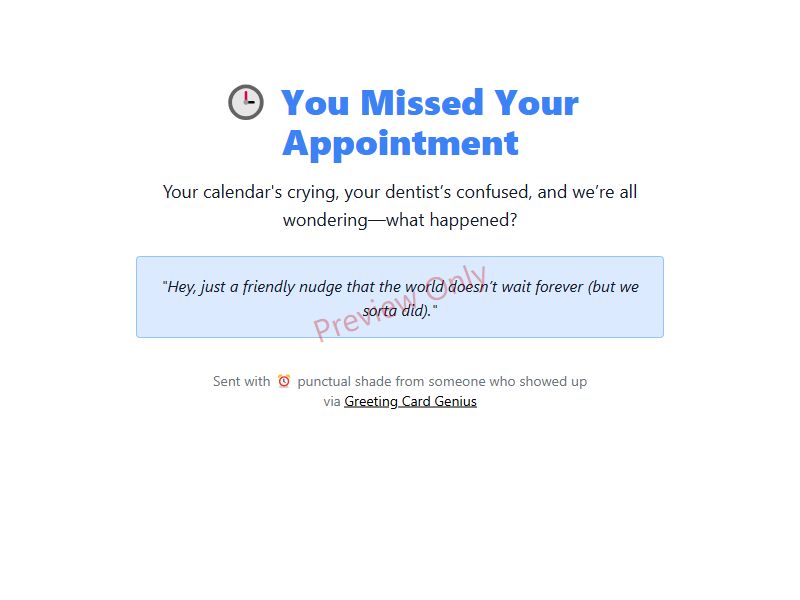 🕒 You Missed Your
Appointment
Your calendar's crying, your dentist’s confused, and we’re all
wondering—what happened?
"Hey, just a friendly nudge that the world doesn’t wait forever (but we
sorta did)."
Preview Only
Sent with ⏰ punctual shade from someone who showed up
via Greeting Card Genius